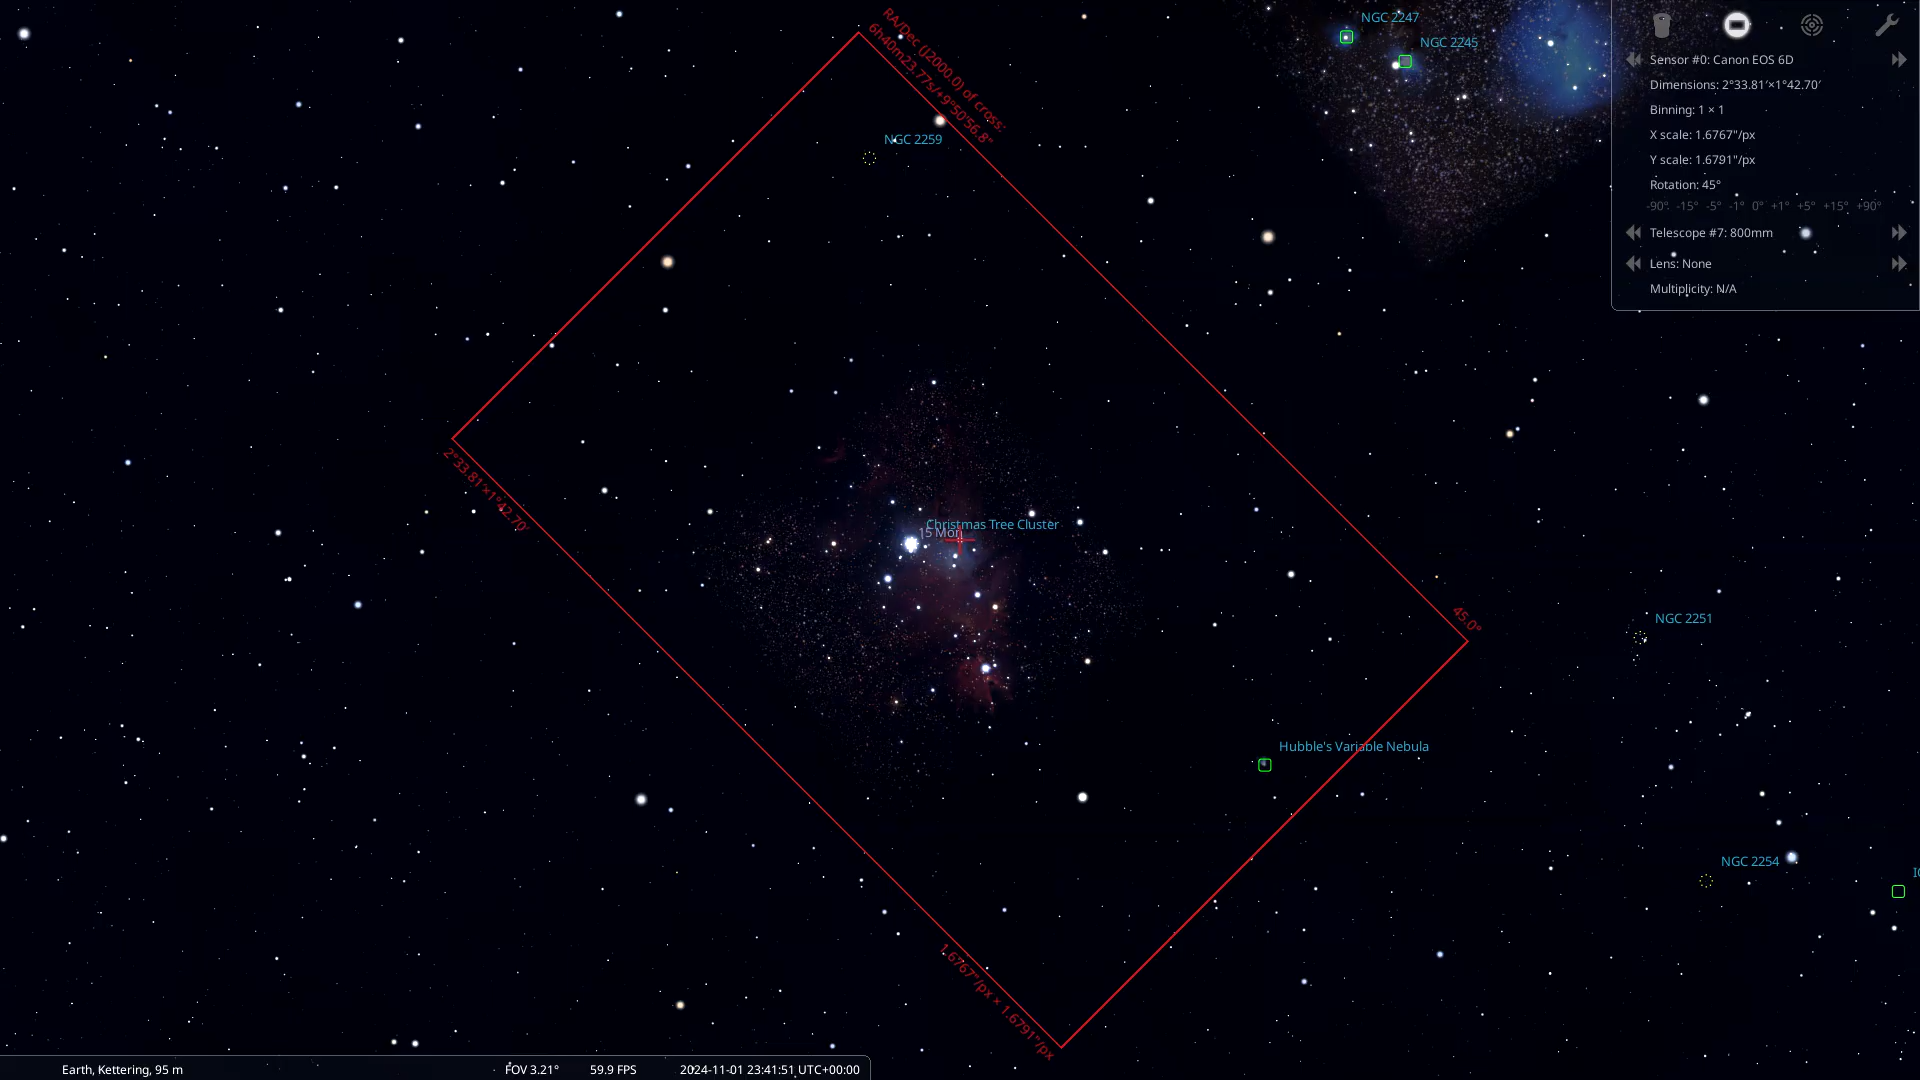 NGC 2247
NGC 2245
RA/Dec (J2000.0) of cross:
6h40m23.77s/+9°50'56.8"
NGC 2259
Sensor #0: Canon EOS 6D
Dimensions: 2°33.81'×1°42.70'
Binning: 1 × 1
X scale: 1.6767"/px
Y scale: 1.6791"/px
Rotation: 45°
-90° -15° -5° -1° 0° +1° +5° +15° +90°
Telescope #7: 800mm
Lens: None
Multiplicity: N/A
2°33.81'×1°42.70'
Christmas Tree Cluster
15 Mon
45.0°
NGC 2251
Hubble's Variable Nebula
NGC 2254
1.6767"/px × 1.6791"/px
Earth, Kettering, 95 m
FOV 3.21°
59.9 FPS
2024-11-01 23:41:51 UTC+00:00